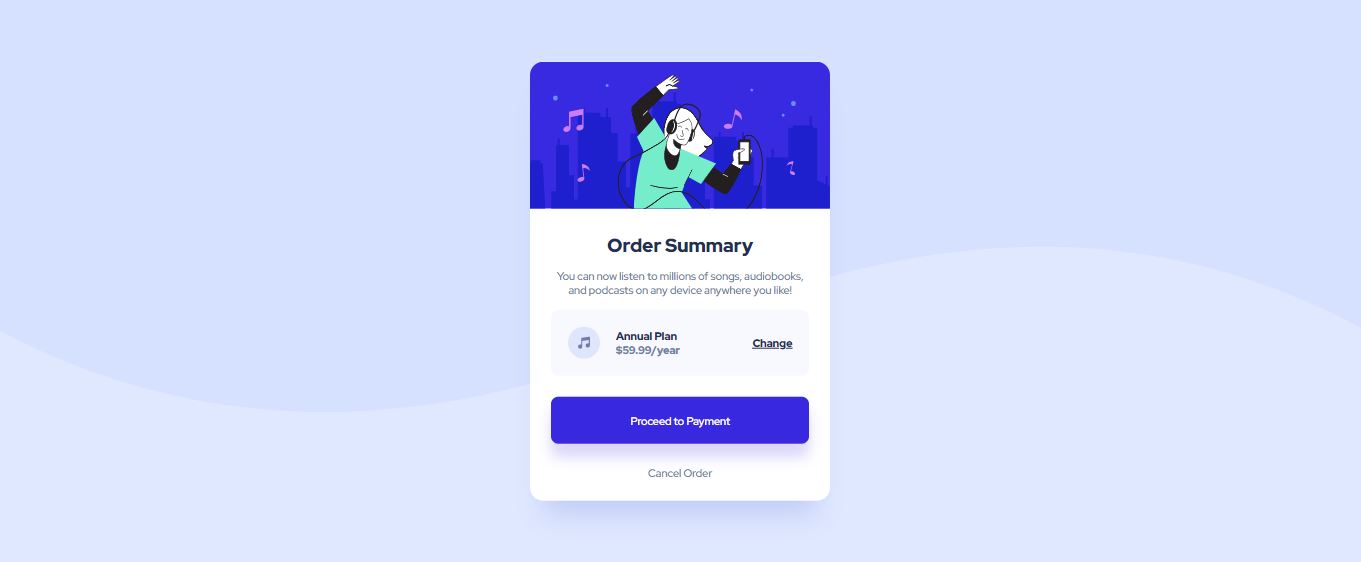 Order Summary
You can now listen to millions of songs, audiobooks,
and podcasts on any device anywhere you like!
Annual Plan
$59.99/year
Change
Proceed to Payment
Cancel Order